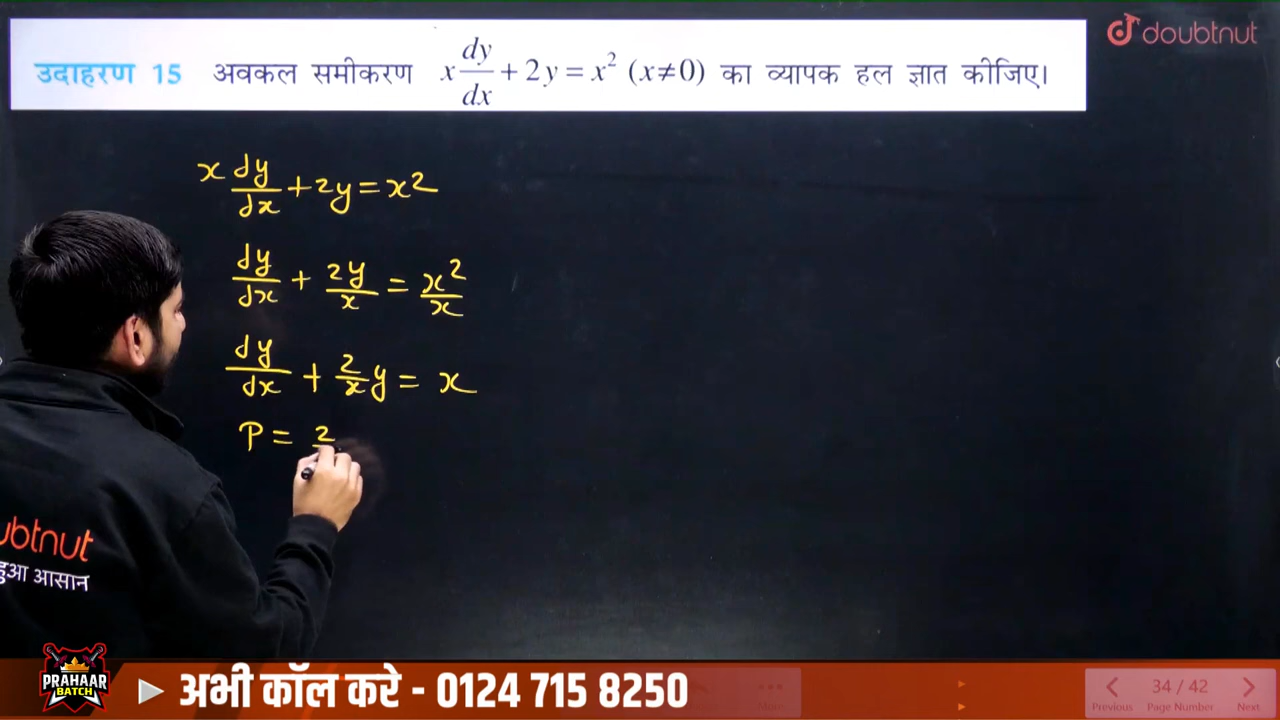 उदाहरण 15 अवकल समीकरण x dy/dx + 2y = x² (x≠0) का व्यापक हल ज्ञात कीजिए।
doubtnut
x dy/dx + 2y = x²
dy/dx + 2y/x = x²/x
dy/dx + 2/x y = x
P = 2
ubtnut
हुआ आसान
PRAHAAR
BATCH
अभी कॉल करे - 0124 715 8250
34 / 42
Previous Page Number Next